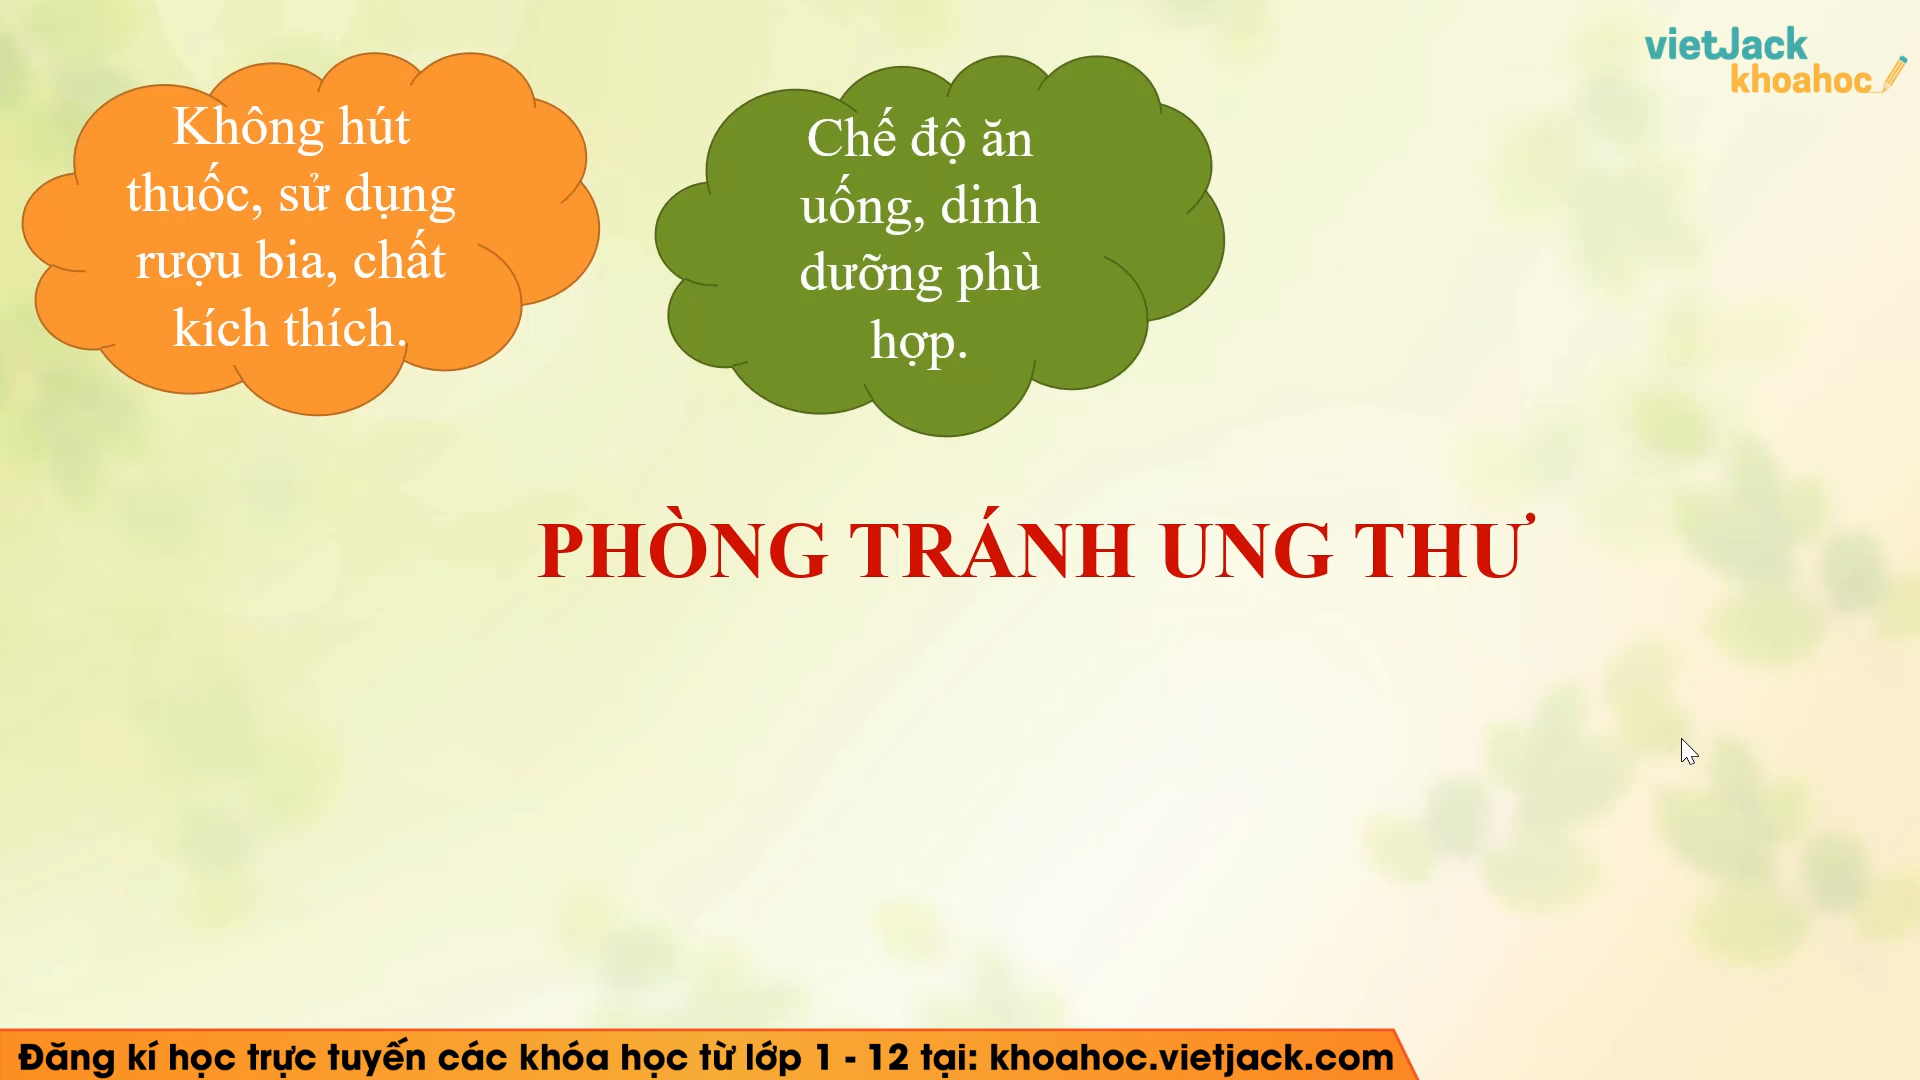 vietJack
khoahoc
Không hút
thuốc, sử dụng
rượu bia, chất
kích thích.
Chế độ ăn
uống, dinh
dưỡng phù
hợp.
PHÒNG TRÁNH UNG THƯ
Đăng kí học trực tuyến các khóa học từ lớp 1 - 12 tại: khoahoc.vietjack.com